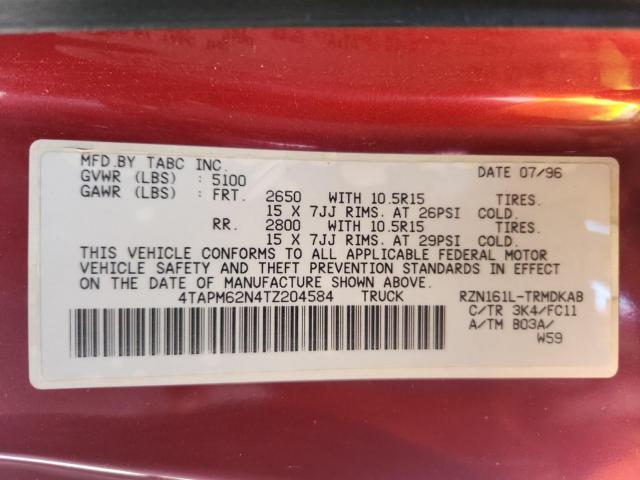 MFD.BY TABC INC. DATE 07/96
GVWR (LBS) : 5100
GAWR (LBS) : FRT. 2650 WITH 10.5R15 TIRES.
15 X 7JJ RIMS. AT 26PSI COLD.
RR. 2800 WITH 10.5R15 TIRES.
15 X 7JJ RIMS. AT 29PSI COLD.
THIS VEHICLE CONFORMS TO ALL APPLICABLE FEDERAL MOTOR
VEHICLE SAFETY AND THEFT PREVENTION STANDARDS IN EFFECT
ON THE DATE OF MANUFACTURE SHOWN ABOVE.
4TAPM62N4TZ204584 TRUCK RZN161L-TRMDKAB
C/TR 3K4/FC11
A/TM B03A/
W59